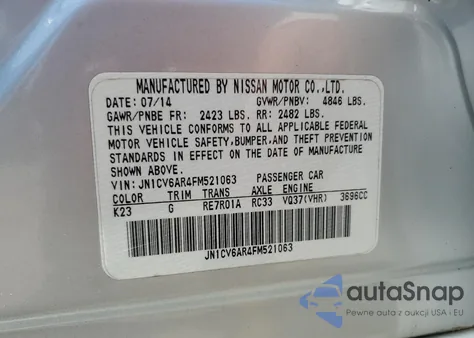 MANUFACTURED BY NISSAN MOTOR CO.,LTD.
DATE: 07/14 GVWR/PNBV: 4846 LBS.
GAWR/PNBE FR: 2423 LBS. RR: 2482 LBS.
THIS VEHICLE CONFORMS TO ALL APPLICABLE FEDERAL
MOTOR VEHICLE SAFETY,BUMPER,AND THEFT PREVENTION
STANDARDS IN EFFECT ON THE DATE OF MANUFACTURE
SHOWN ABOVE.
VIN: JN1CV6AR4FM521063 PASSENGER CAR
COLOR TRIM TRANS AXLE ENGINE
K23 G RE7R01A RC33 VQ37(VHR) 3696CC
JN1CV6AR4FM521063
autoSnap
Pewne auta z aukcji USA i EU